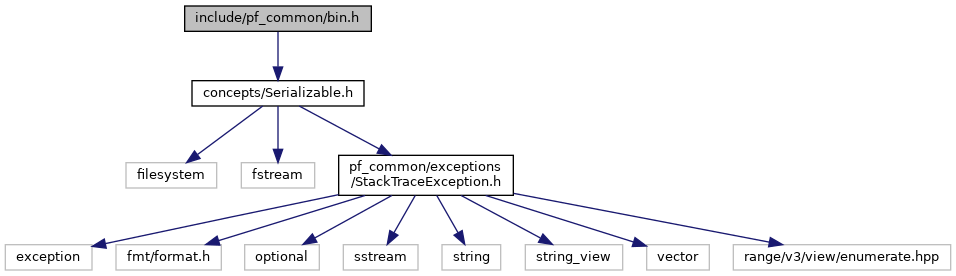 include/pf_common/bin.h
concepts/Serializable.h
filesystem
fstream
pf_common/exceptions
/StackTraceException.h
exception
fmt/format.h
optional
sstream
string
string_view
vector
range/v3/view/enumerate.hpp